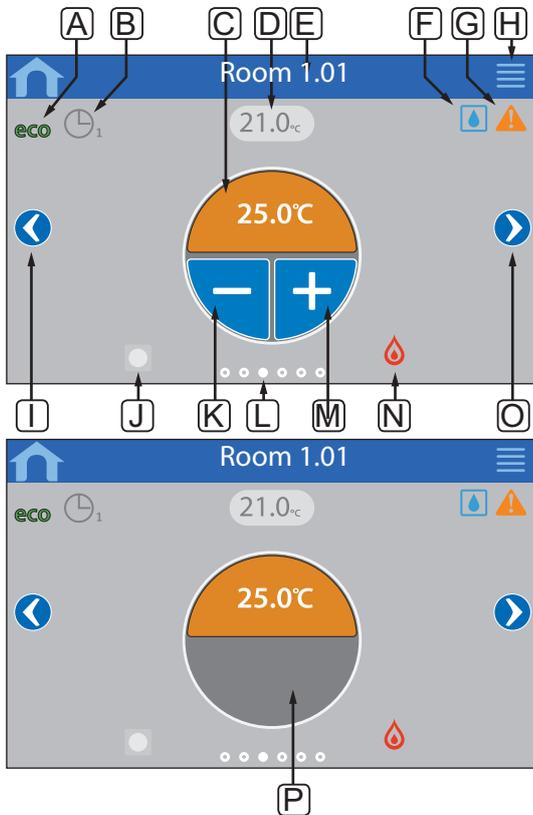 A B C D E F G H
Room 1.01
eco 1 21.0°C
25.0°C
I J K L M N O
Room 1.01
eco 1 21.0°C
25.0°C
P